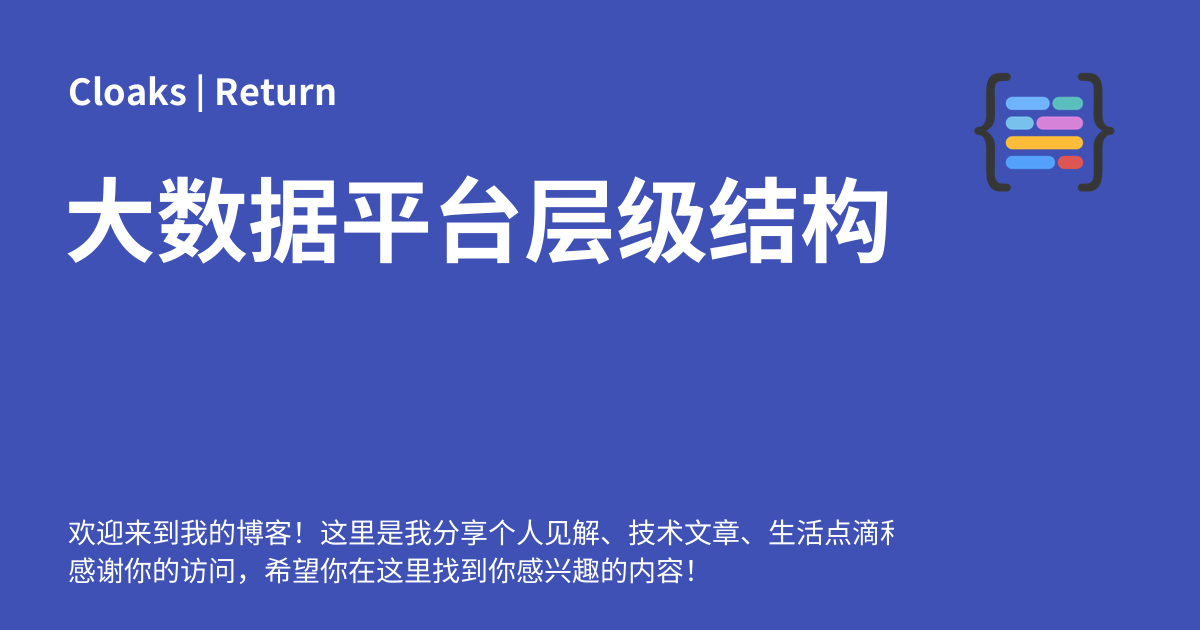 Cloaks | Return
大数据平台层级结构
欢迎来到我的博客！这里是我分享个人见解、技术文章、生活点滴
感谢你的访问，希望你在这里找到你感兴趣的内容！